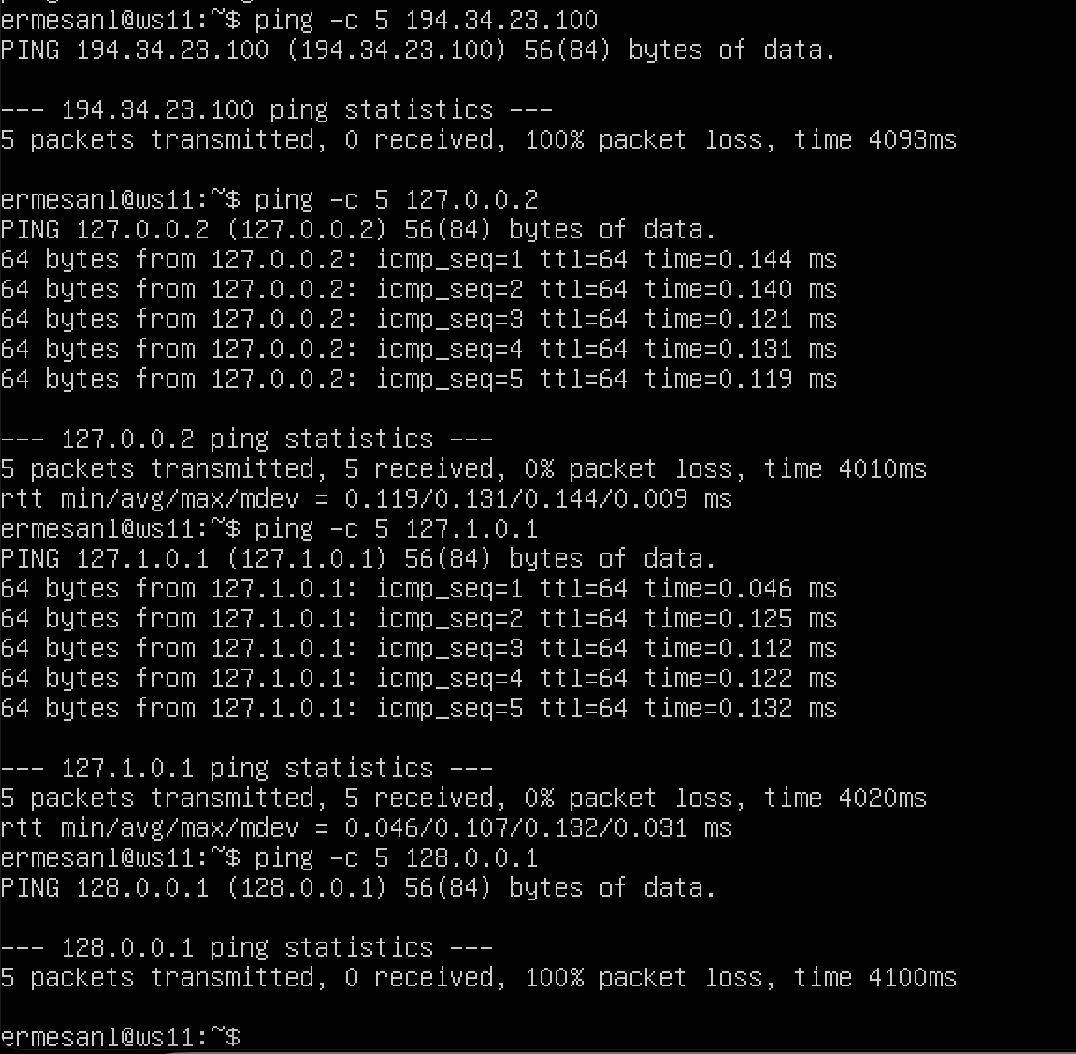 ermesanl@ws11:~$ ping -c 5 194.34.23.100
PING 194.34.23.100 (194.34.23.100) 56(84) bytes of data.
--- 194.34.23.100 ping statistics ---
5 packets transmitted, 0 received, 100% packet loss, time 4093ms
ermesanl@ws11:~$ ping -c 5 127.0.0.2
PING 127.0.0.2 (127.0.0.2) 56(84) bytes of data.
64 bytes from 127.0.0.2: icmp_seq=1 ttl=64 time=0.144 ms
64 bytes from 127.0.0.2: icmp_seq=2 ttl=64 time=0.140 ms
64 bytes from 127.0.0.2: icmp_seq=3 ttl=64 time=0.121 ms
64 bytes from 127.0.0.2: icmp_seq=4 ttl=64 time=0.131 ms
64 bytes from 127.0.0.2: icmp_seq=5 ttl=64 time=0.119 ms
--- 127.0.0.2 ping statistics ---
5 packets transmitted, 5 received, 0% packet loss, time 4010ms
rtt min/avg/max/mdev = 0.119/0.131/0.144/0.009 ms
ermesanl@ws11:~$ ping -c 5 127.1.0.1
PING 127.1.0.1 (127.1.0.1) 56(84) bytes of data.
64 bytes from 127.1.0.1: icmp_seq=1 ttl=64 time=0.046 ms
64 bytes from 127.1.0.1: icmp_seq=2 ttl=64 time=0.125 ms
64 bytes from 127.1.0.1: icmp_seq=3 ttl=64 time=0.112 ms
64 bytes from 127.1.0.1: icmp_seq=4 ttl=64 time=0.122 ms
64 bytes from 127.1.0.1: icmp_seq=5 ttl=64 time=0.132 ms
--- 127.1.0.1 ping statistics ---
5 packets transmitted, 5 received, 0% packet loss, time 4020ms
rtt min/avg/max/mdev = 0.046/0.107/0.132/0.031 ms
ermesanl@ws11:~$ ping -c 5 128.0.0.1
PING 128.0.0.1 (128.0.0.1) 56(84) bytes of data.
--- 128.0.0.1 ping statistics ---
5 packets transmitted, 0 received, 100% packet loss, time 4100ms
ermesanl@ws11:~$